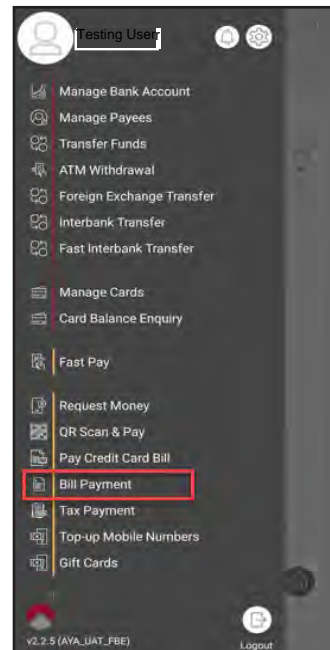 Testing User
Manage Bank Account
Manage Payees
Transfer Funds
ATM Withdrawal
Foreign Exchange Transfer
Interbank Transfer
Fast Interbank Transfer
Manage Cards
Card Balance Enquiry
Fast Pay
Request Money
QR Scan & Pay
Pay Credit Card Bill
Bill Payment
Tax Payment
Top-up Mobile Numbers
Gift Cards
v2.2.5 (AYA_UAT_FBE)
Logout